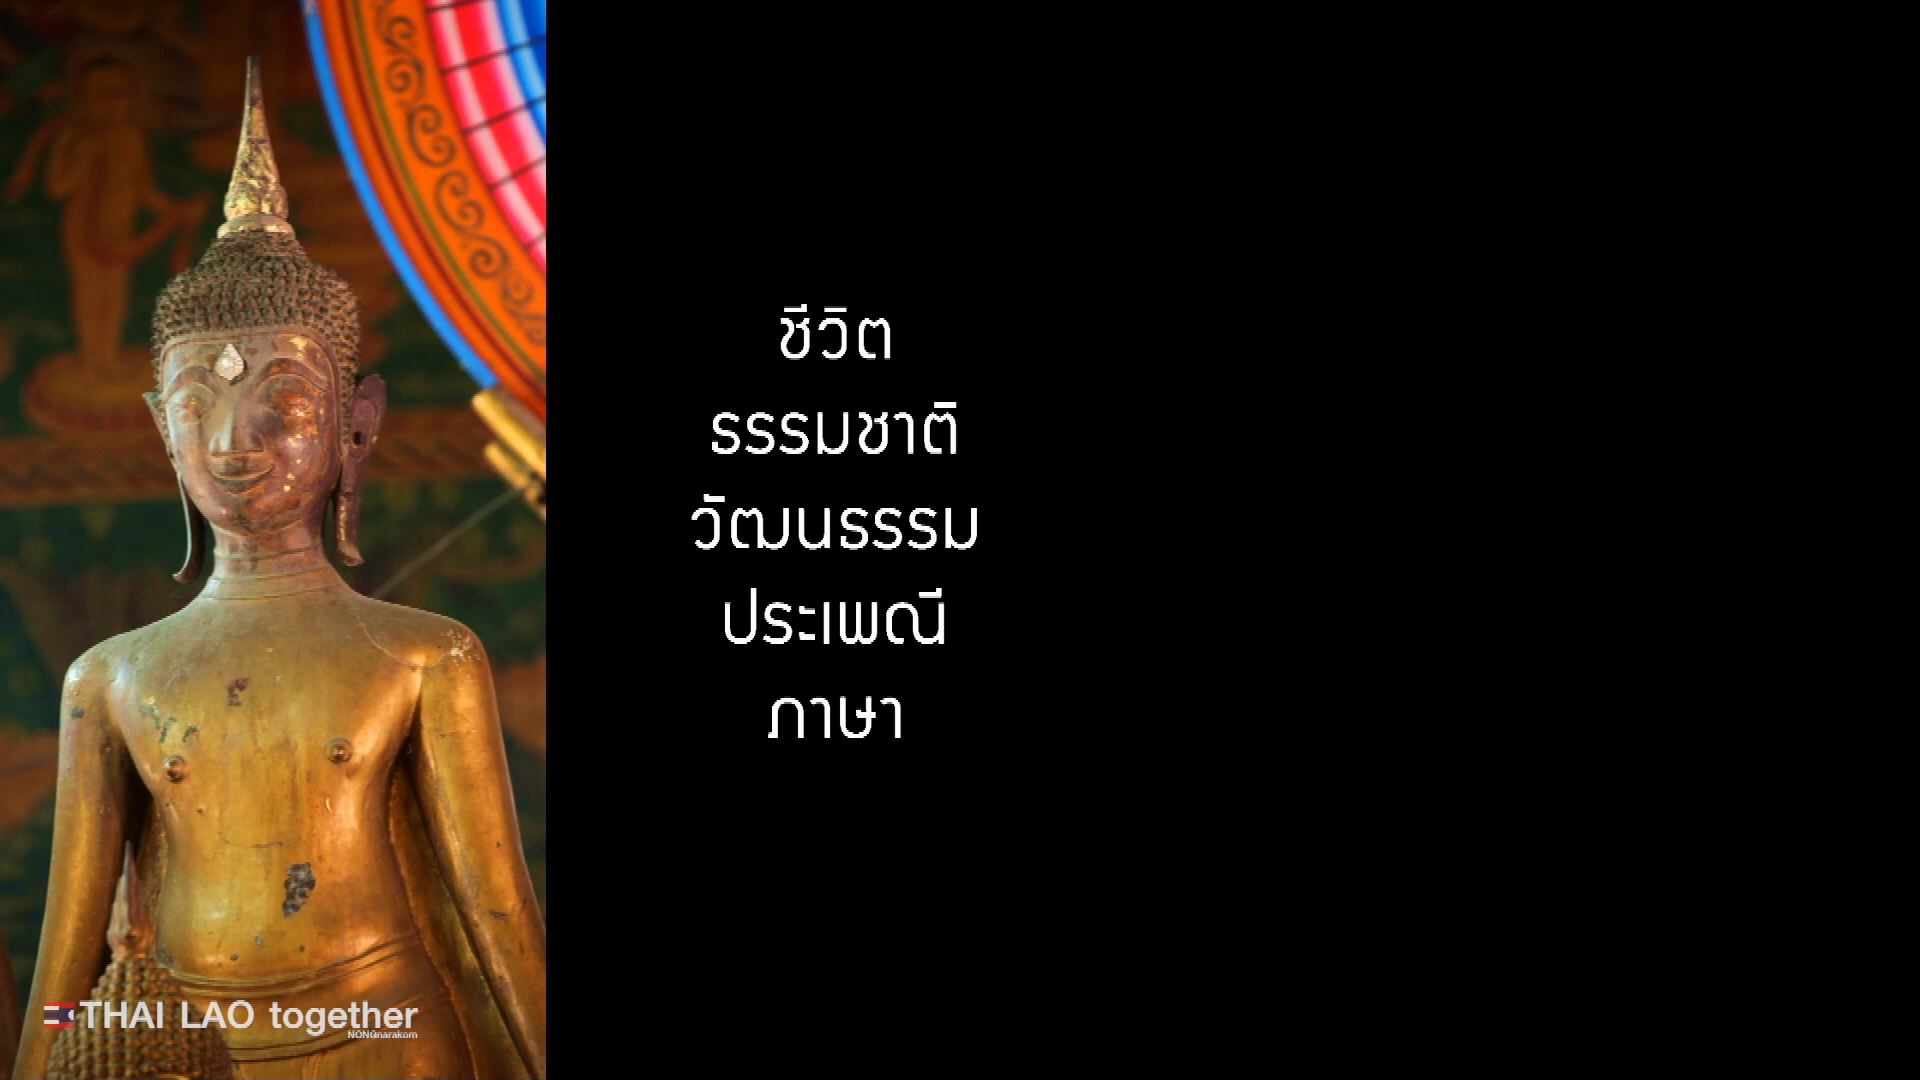 ชีวิต
ธรรมชาติ
วัฒนธรรม
ประเพณี
ภาษา
THAI LAO together
NONGnarakom